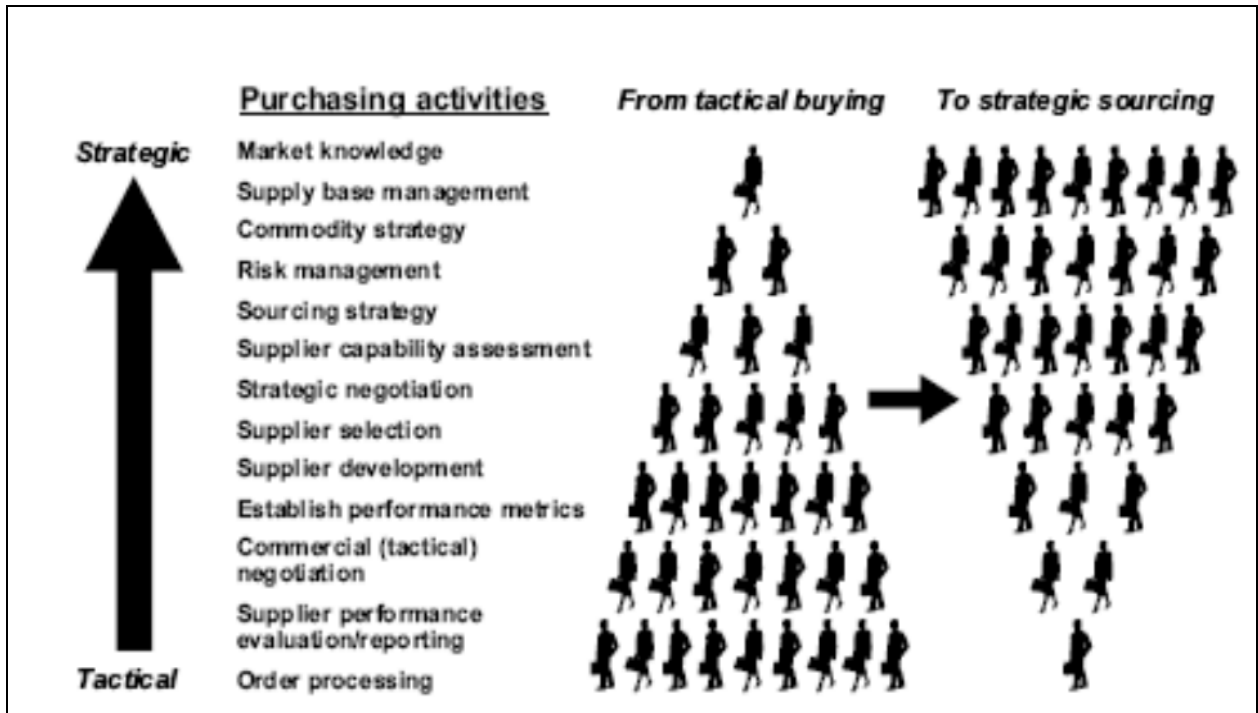 Purchasing activities
From tactical buying
To strategic sourcing
Strategic
Market knowledge
Supply base management
Commodity strategy
Risk management
Sourcing strategy
Supplier capability assessment
Strategic negotiation
Supplier selection
Supplier development
Establish performance metrics
Commercial (tactical)
negotiation
Supplier performance
evaluation/reporting
Tactical
Order processing